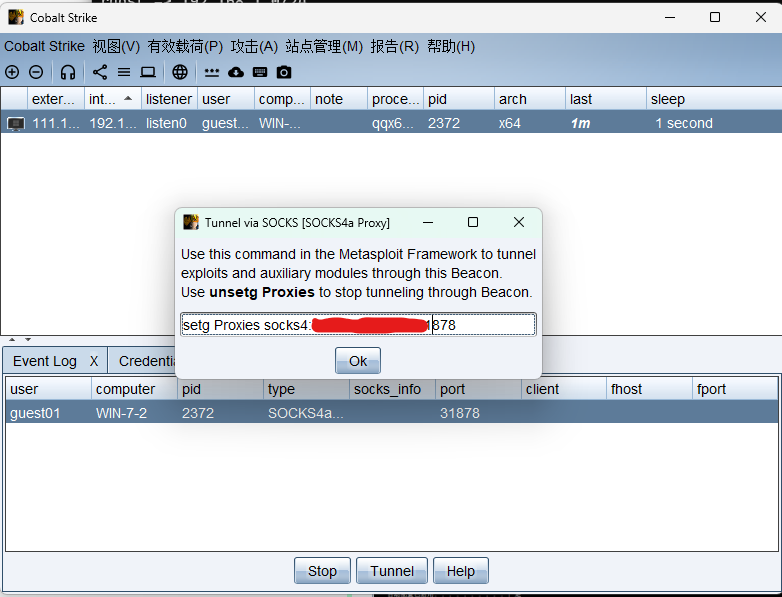 Cobalt Strike
Cobalt Strike 视图(V) 有效载荷(P) 攻击(A) 站点管理(M) 报告(R) 帮助(H)
exter... int... listener user comp... note proce... pid arch last sleep
111.1... 192.1... listen0 guest... WIN-... qqx6... 2372 x64 1m 1 second
Tunnel via SOCKS [SOCKS4a Proxy]
Use this command in the Metasploit Framework to tunnel
exploits and auxiliary modules through this Beacon.
Use unsetg Proxies to stop tunneling through Beacon.
setg Proxies socks4: 1878
Ok
Event Log X Credentia
user computer pid type socks_info port client fhost fport
guest01 WIN-7-2 2372 SOCKS4a... 31878
Stop Tunnel Help